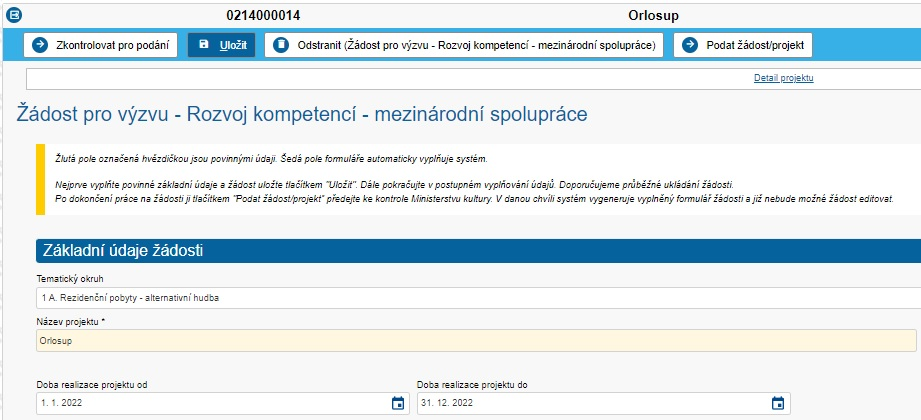 0214000014 Orlosup
Zkontrolovat pro podání Uložit Odstranit (Žádost pro výzvu - Rozvoj kompetencí - mezinárodní spolupráce) Podat žádost/projekt
Detail projektu
Žádost pro výzvu - Rozvoj kompetencí - mezinárodní spolupráce
Žlutá pole označená hvězdičkou jsou povinnými údaji. Šedá pole formuláře automaticky vyplňuje systém.
Nejprve vyplňte povinné základní údaje a žádost uložte tlačítkem "Uložit". Dále pokračujte v postupném vyplňování údajů. Doporučujeme průběžné ukládání žádosti.
Po dokončení práce na žádosti ji tlačítkem "Podat žádost/projekt" předejte ke kontrole Ministerstvu kultury. V danou chvíli systém vygeneruje vyplněný formulář žádosti a již nebude možné žádost editovat.
Základní údaje žádosti
Tematický okruh
1 A. Rezidenční pobyty - alternativní hudba
Název projektu *
Orlosup
Doba realizace projektu od Doba realizace projektu do
1. 1. 2022 31. 12. 2022